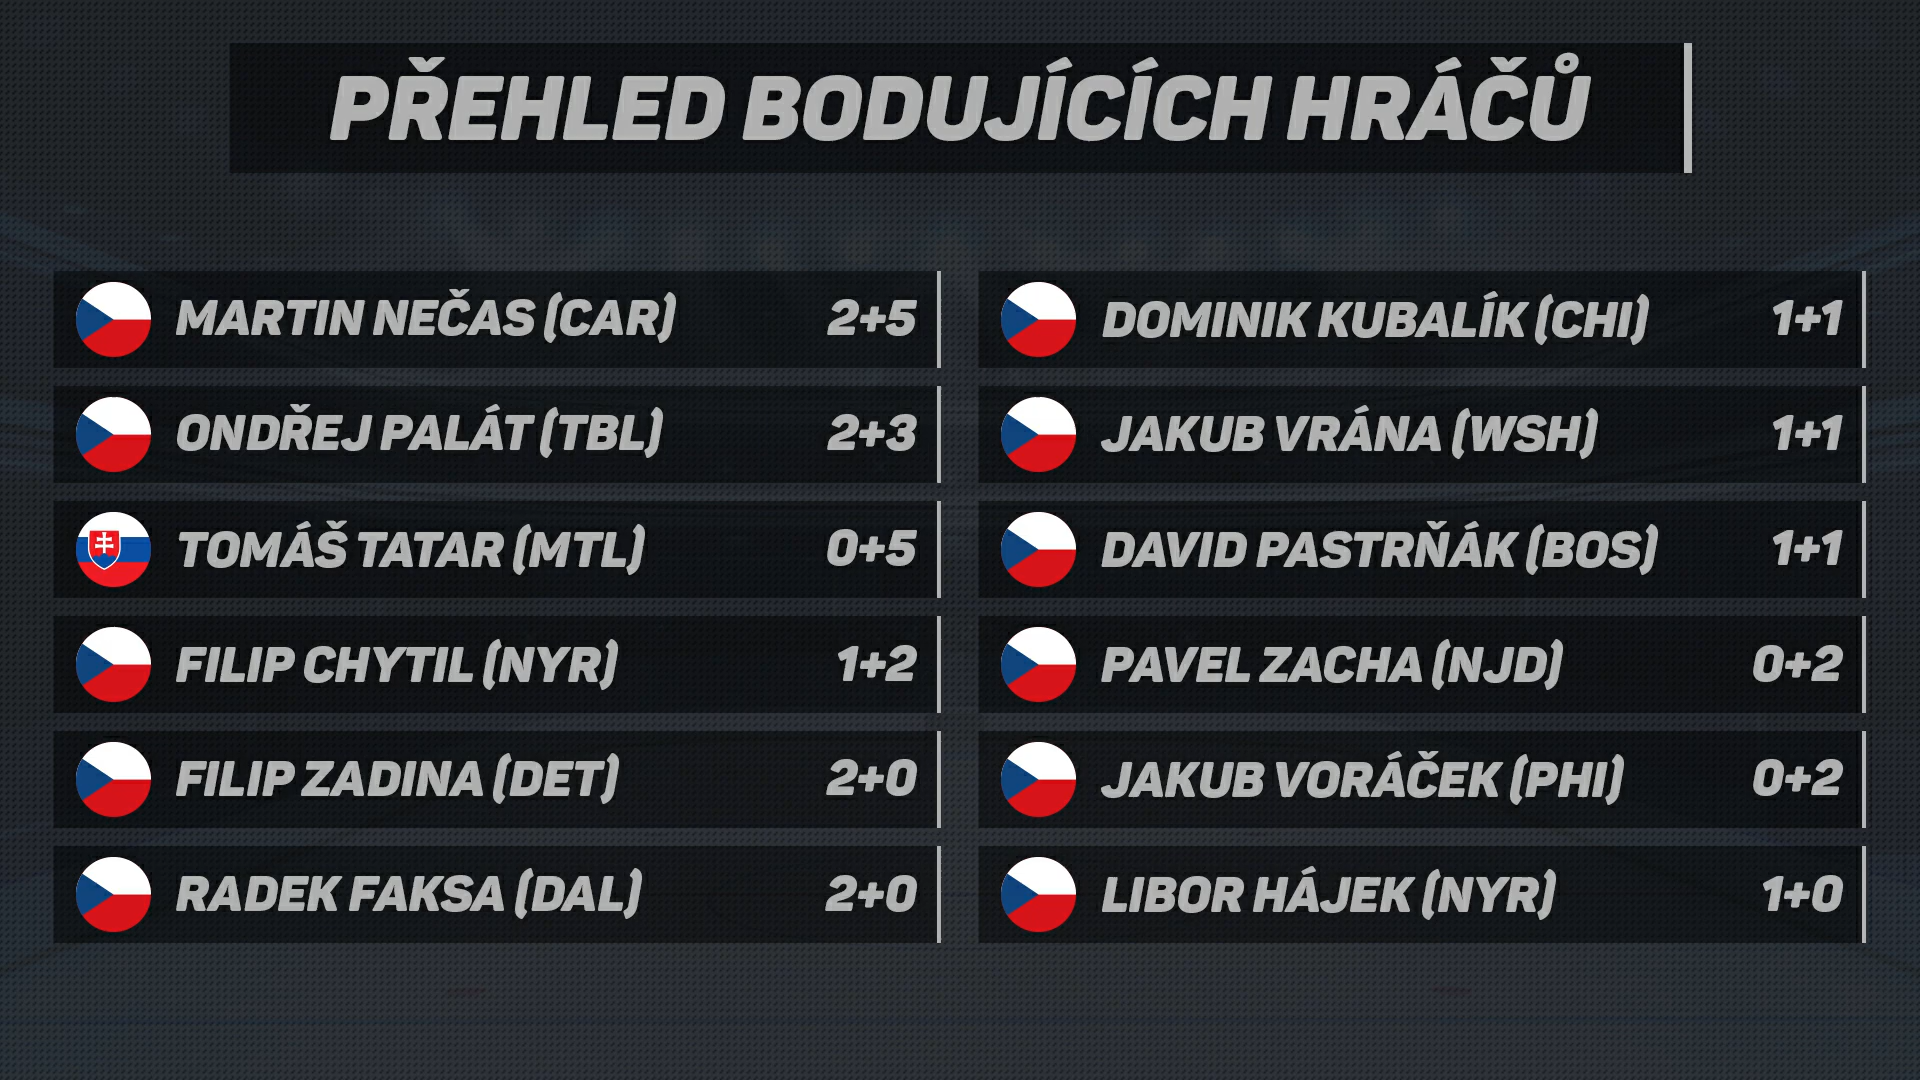 PŘEHLED BODUJÍCÍCH HRÁČŮ
MARTIN NEČAS (CAR) 2+5
ONDŘEJ PALÁT (TBL) 2+3
TOMÁŠ TATAR (MTL) 0+5
FILIP CHYTIL (NYR) 1+2
FILIP ZADINA (DET) 2+0
RADEK FAKSA (DAL) 2+0
DOMINIK KUBALÍK (CHI) 1+1
JAKUB VRÁNA (WSH) 1+1
DAVID PASTRŇÁK (BOS) 1+1
PAVEL ZACHA (NJD) 0+2
JAKUB VORÁČEK (PHI) 0+2
LIBOR HÁJEK (NYR) 1+0